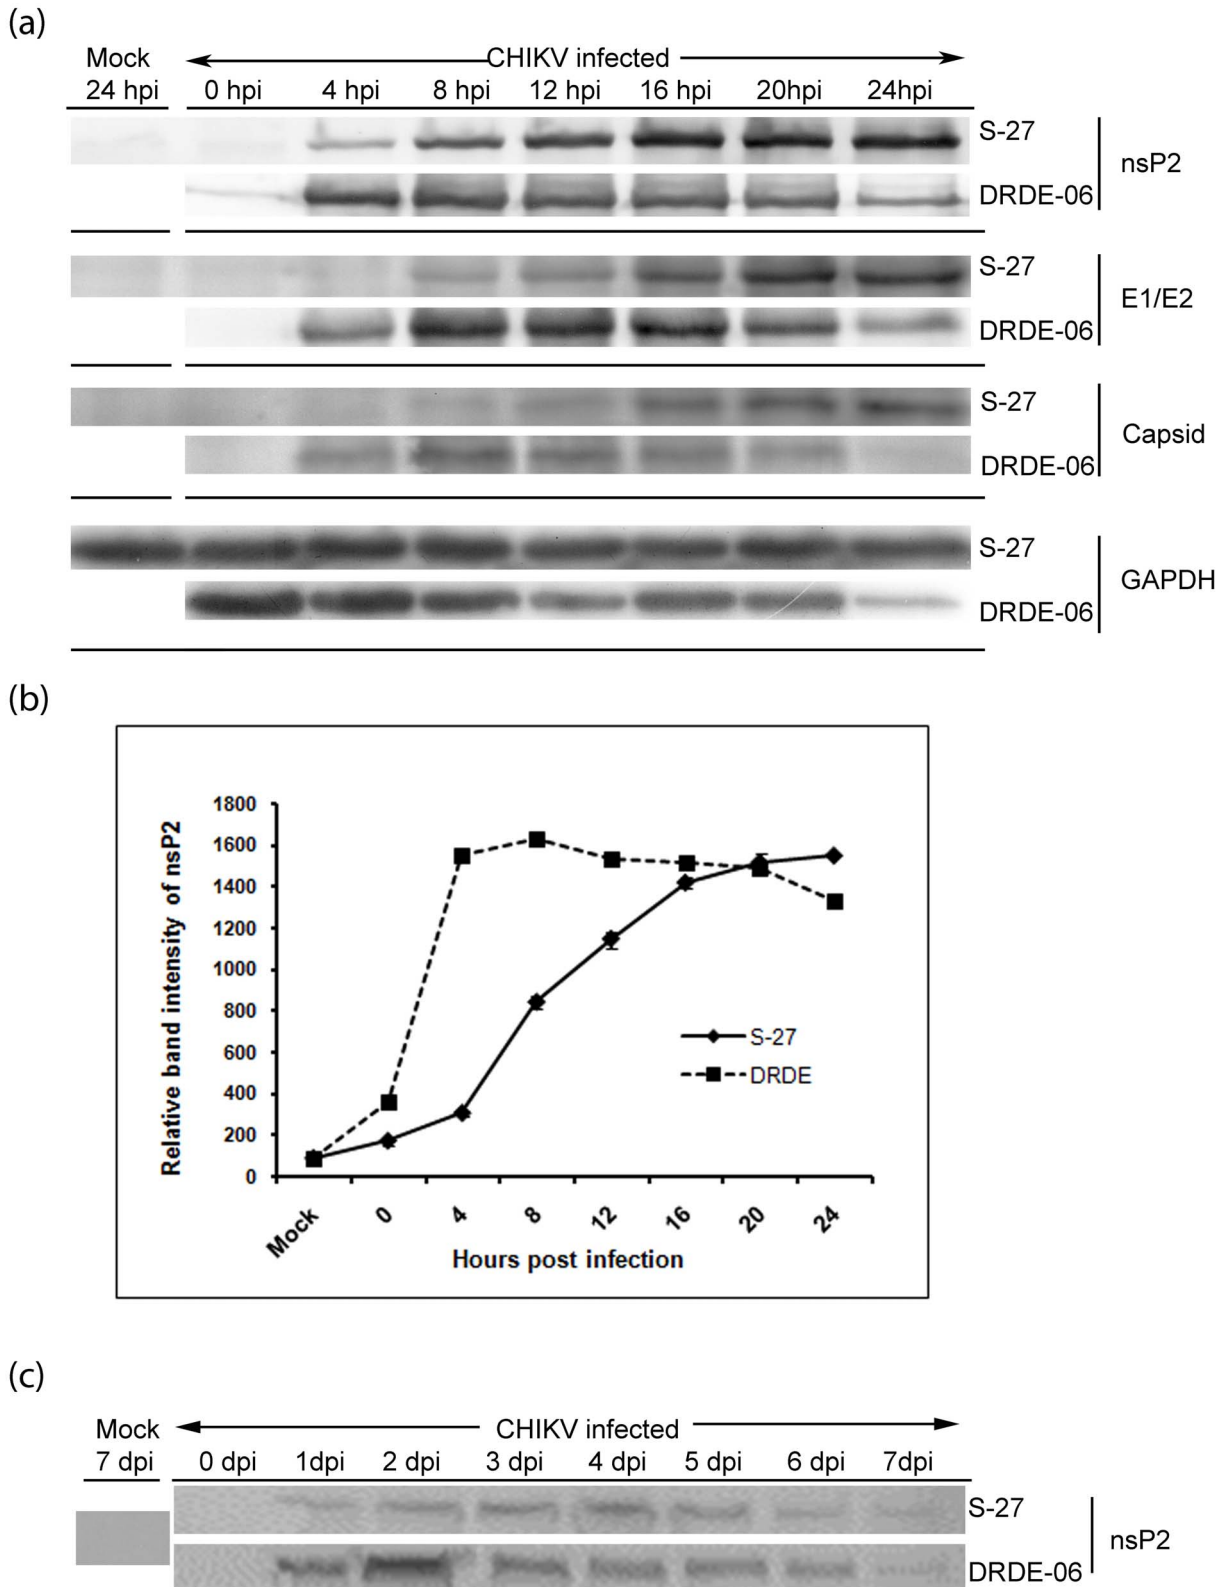 (a)
Mock CHIKV infected
24 hpi 0 hpi 4 hpi 8 hpi 12 hpi 16 hpi 20hpi 24hpi
S-27
nsP2
DRDE-06
S-27
E1/E2
DRDE-06
S-27
Capsid
DRDE-06
S-27
GAPDH
DRDE-06
(b)
Relative band intensity of nsP2
1800
1600
1400
1200
1000
800
600
400
200
0
S-27
DRDE
Mock 0 4 8 12 16 20 24
Hours post infection
(c)
Mock CHIKV infected
7 dpi 0 dpi 1dpi 2 dpi 3 dpi 4 dpi 5 dpi 6 dpi 7dpi
S-27
nsP2
DRDE-06